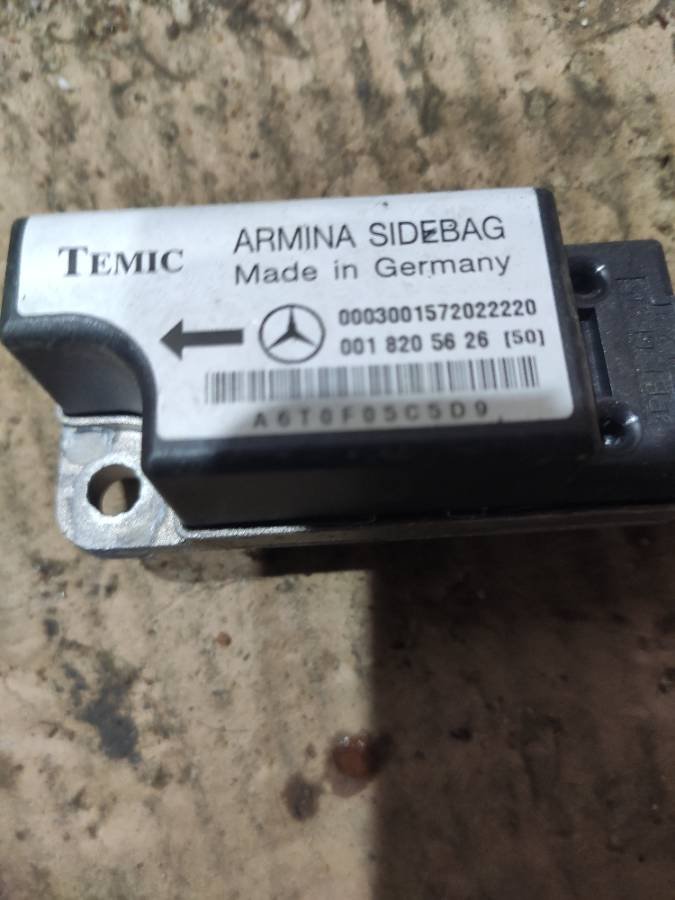 TEMIC
ARMINA SIDEBAG
Made in Germany
0003001572022220
001 820 56 26 [50]
A6T0F05C5D9